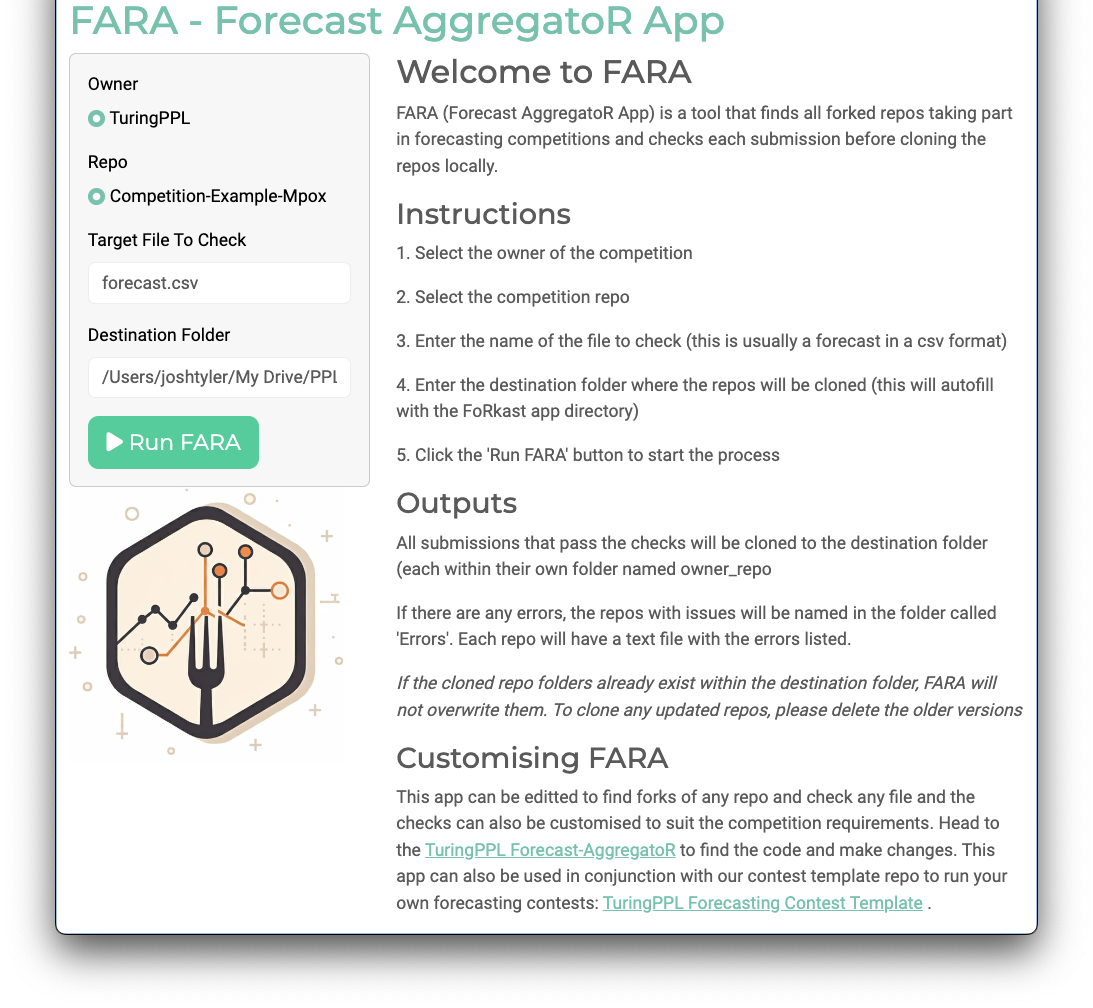 FARA - Forecast AggregatoR App
Owner
TuringPPL
Repo
Competition-Example-Mpox
Target File To Check
forecast.csv
Destination Folder
/Users/joshtyler/My Drive/PPL
Run FARA
Welcome to FARA
FARA (Forecast AggregatoR App) is a tool that finds all forked repos taking part
in forecasting competitions and checks each submission before cloning the
repos locally.
Instructions
1. Select the owner of the competition
2. Select the competition repo
3. Enter the name of the file to check (this is usually a forecast in a csv format)
4. Enter the destination folder where the repos will be cloned (this will autofill
with the FoRkast app directory)
5. Click the 'Run FARA' button to start the process
Outputs
All submissions that pass the checks will be cloned to the destination folder
(each within their own folder named owner_repo
If there are any errors, the repos with issues will be named in the folder called
'Errors'. Each repo will have a text file with the errors listed.
If the cloned repo folders already exist within the destination folder, FARA will
not overwrite them. To clone any updated repos, please delete the older versions
Customising FARA
This app can be editted to find forks of any repo and check any file and the
checks can also be customised to suit the competition requirements. Head to
the TuringPPL Forecast-AggregatoR to find the code and make changes. This
app can also be used in conjunction with our contest template repo to run your
own forecasting contests: TuringPPL Forecasting Contest Template .